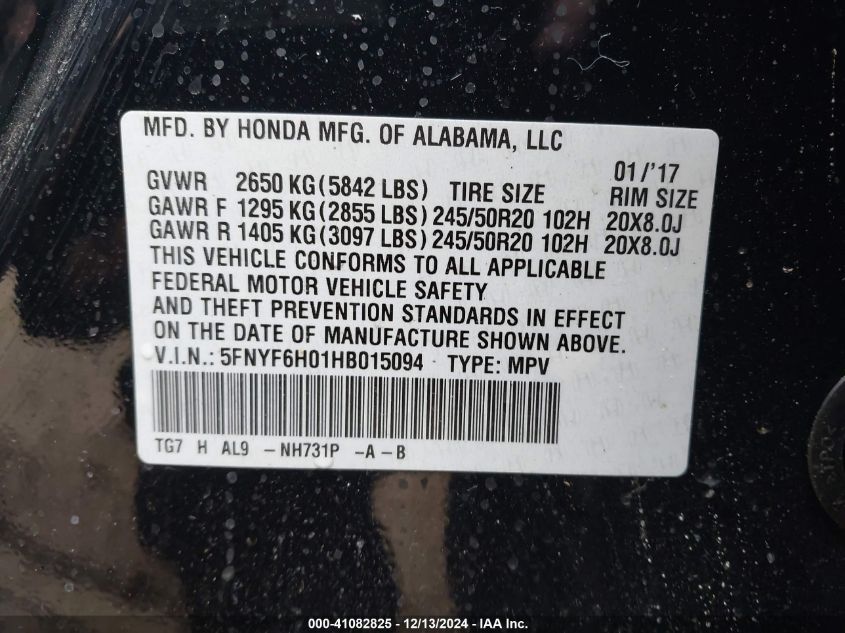 MFD. BY HONDA MFG. OF ALABAMA, LLC
01/'17
GVWR 2650 KG(5842 LBS) TIRE SIZE RIM SIZE
GAWR F 1295 KG(2855 LBS) 245/50R20 102H 20X8.0J
GAWR R 1405 KG(3097 LBS) 245/50R20 102H 20X8.0J
THIS VEHICLE CONFORMS TO ALL APPLICABLE
FEDERAL MOTOR VEHICLE SAFETY
AND THEFT PREVENTION STANDARDS IN EFFECT
ON THE DATE OF MANUFACTURE SHOWN ABOVE.
V.I.N.: 5FNYF6H01HB015094 TYPE: MPV
TG7 H AL9 -NH731P -A-B
000-41082825 - 12/13/2024 - IAA Inc.